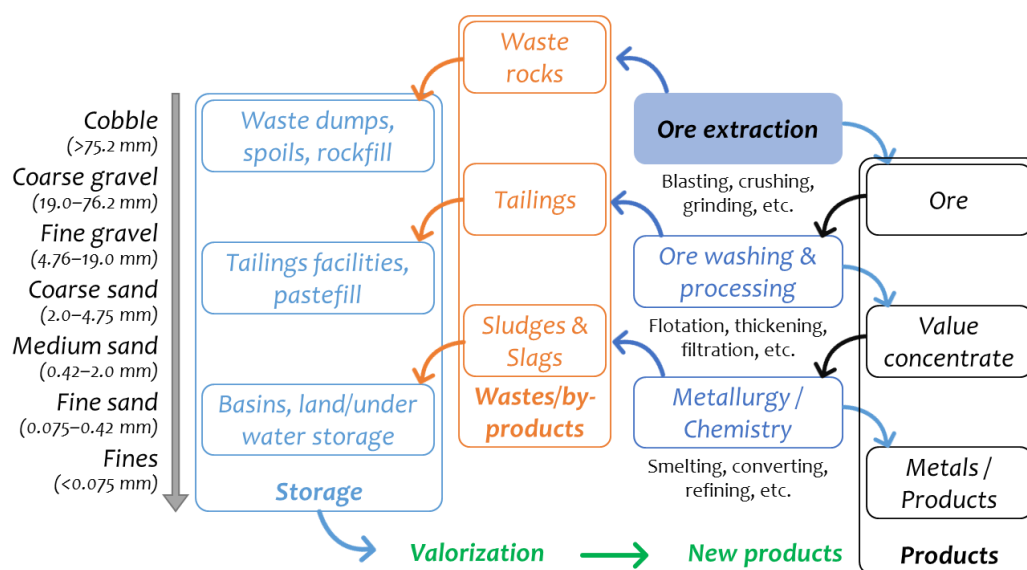 Cobble
(>75.2 mm)
Coarse gravel
(19.0–76.2 mm)
Fine gravel
(4.76–19.0 mm)
Coarse sand
(2.0–4.75 mm)
Medium sand
(0.42–2.0 mm)
Fine sand
(0.075–0.42 mm)
Fines
(<0.075 mm)
Waste dumps,
spoils, rockfill
Tailings facilities,
pastefill
Basins, land/under
water storage
Storage
Waste
rocks
Tailings
Sludges &
Slags
Wastes/by-
products
Ore extraction
Blasting, crushing,
grinding, etc.
Ore washing &
processing
Flotation, thickening,
filtration, etc.
Metallurgy /
Chemistry
Smelting, converting,
refining, etc.
Ore
Value
concentrate
Metals /
Products
Products
Valorization
New products